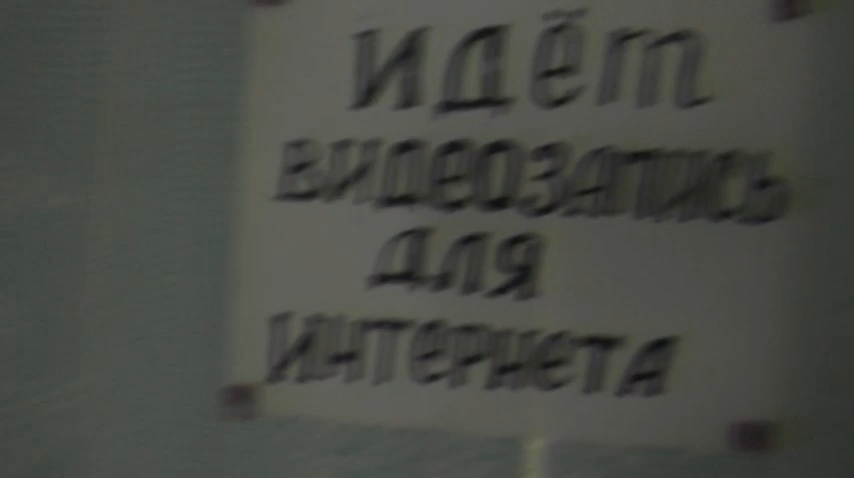 идёт
видеозапись
для
интернета